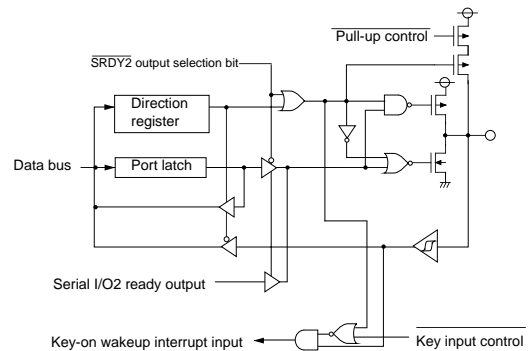 Pull-up control
SRDY2 output selection bit
Direction
register
Data bus
Port latch
Serial I/O2 ready output
Key-on wakeup interrupt input
Key input control